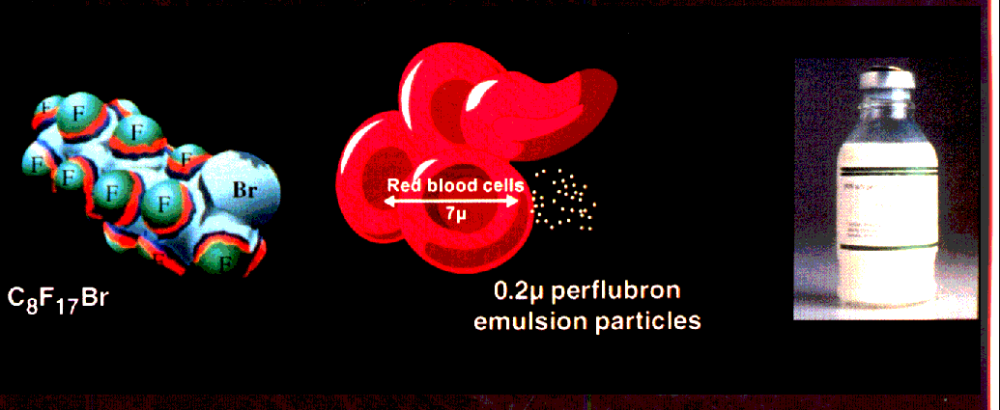 F
F
F
F
F
F
F
F
Br
F
C₈F₁₇Br
Red blood cells
7µ
0.2µ perflubron
emulsion particles